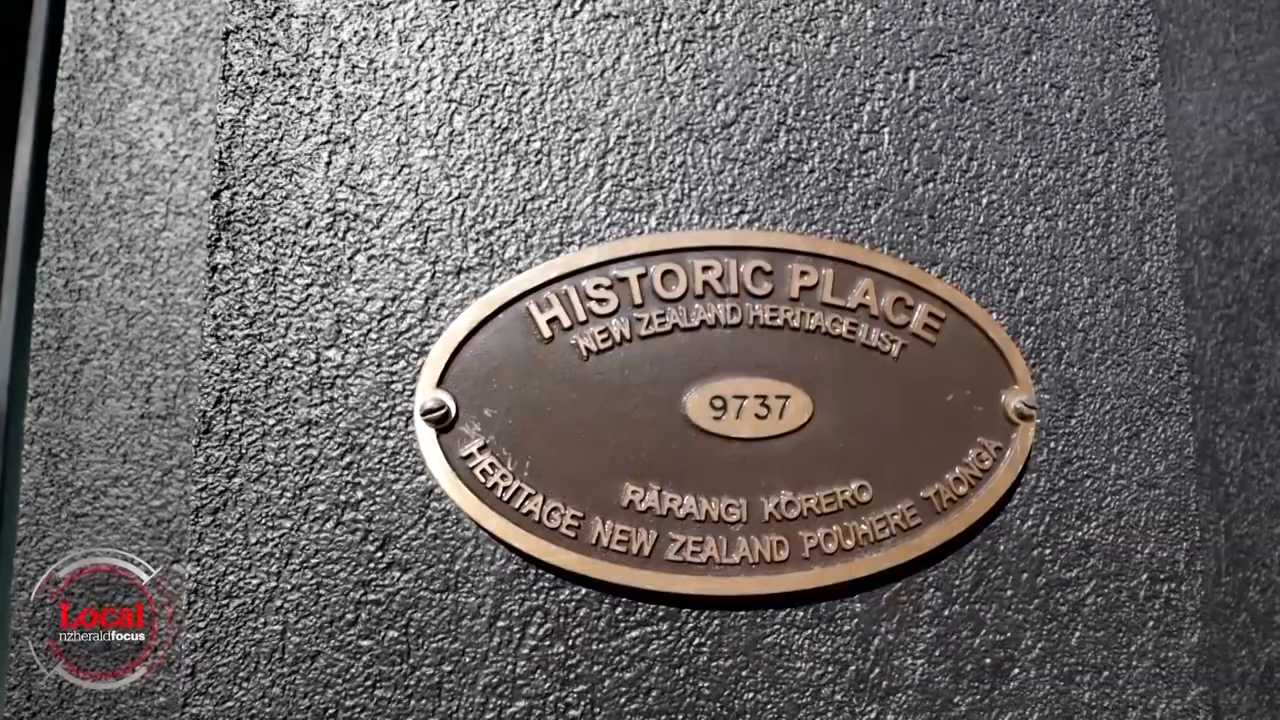 HISTORIC PLACE
NEW ZEALAND HERITAGE LIST
9737
RĀRANGI KŌRERO
HERITAGE NEW ZEALAND POUHERE TAONGA
Local
nzheraldfocus